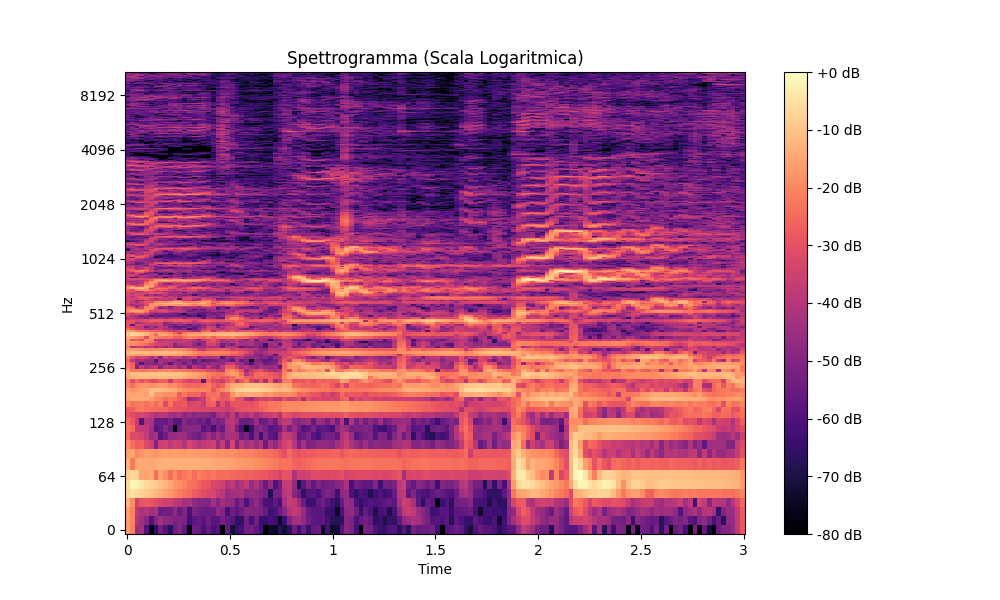 Spettrogramma (Scala Logaritmica)
8192
4096
2048
1024
512
256
128
64
0
Hz
0
0.5
1
1.5
2
2.5
3
Time
+0 dB
-10 dB
-20 dB
-30 dB
-40 dB
-50 dB
-60 dB
-70 dB
-80 dB